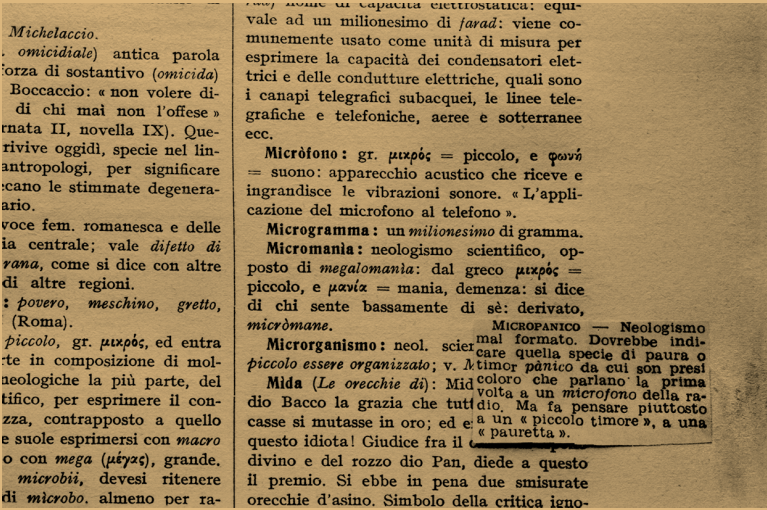 Michelaccio.
omicidiale) antica parola
forza di sostantivo (omicida)
Boccaccio: « non volere di-
di chi mai non l'offese »
rnata II, novella IX). Que-
rivive oggidì, specie nel lin-
antropologi, per significare
ecano le stimmate degenera-
ario.
voce fem. romanesca e delle
ia centrale; vale difetto di
rana, come si dice con altre
di altre regioni.
: povero, meschino, gretto,
(Roma).
piccolo, gr. μικρός, ed entra
rte in composizione di mol-
neologiche la più parte, del
tifico, per esprimere il con-
zza, contrapposto a quello
e suole esprimersi con macro
o con mega (μέγας), grande.
microbii, devesi ritenere
di microbo. almeno per ra-
nome di capacità elettrostatica: equi-
vale ad un milionesimo di farad: viene co-
munemente usato come unità di misura per
esprimere la capacità dei condensatori elet-
trici e delle condutture elettriche, quali sono
i canapi telegrafici subacquei, le linee tele-
grafiche e telefoniche, aeree e sotterranee
ecc.
Micròfono: gr. μικρός = piccolo, e φωνή
= suono: apparecchio acustico che riceve e
ingrandisce le vibrazioni sonore. « L'appli-
cazione del microfono al telefono ».
Microgramma: un milionesimo di gramma.
Micromanìa: neologismo scientifico, op-
posto di megalomanìa: dal greco μικρός =
piccolo, e μανία = mania, demenza: si dice
di chi sente bassamente di sè: derivato,
micròmane.
Microrganismo: neol. scien
piccolo essere organizzato; v. M
Mida (Le orecchie di): Mid
dio Bacco la grazia che tutt
casse si mutasse in oro; ed e
questo idiota! Giudice fra il
divino e del rozzo dio Pan, diede a questo
il premio. Si ebbe in pena due smisurate
orecchie d'asino. Simbolo della critica igno-
MICROPANICO — Neologismo
mal formato. Dovrebbe indi-
care quella specie di paura o
timor pànico da cui son presi
coloro che parlano la prima
volta a un microfono della ra-
dio. Ma fa pensare piuttosto
a un « piccolo timore », a una
« pauretta ».